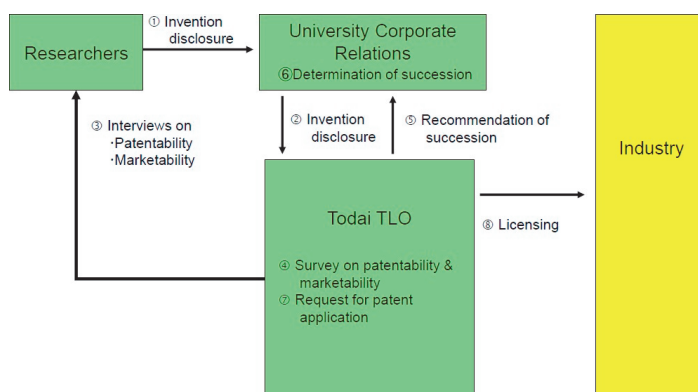 ① Invention
disclosure
Researchers
University Corporate
Relations
⑥Determination of succession
③ Interviews on
・Patentability
・Marketability
② Invention
disclosure
⑤ Recommendation of
succession
Industry
Todai TLO
⑧ Licensing
④ Survey on patentability &
marketability
⑦ Request for patent
application